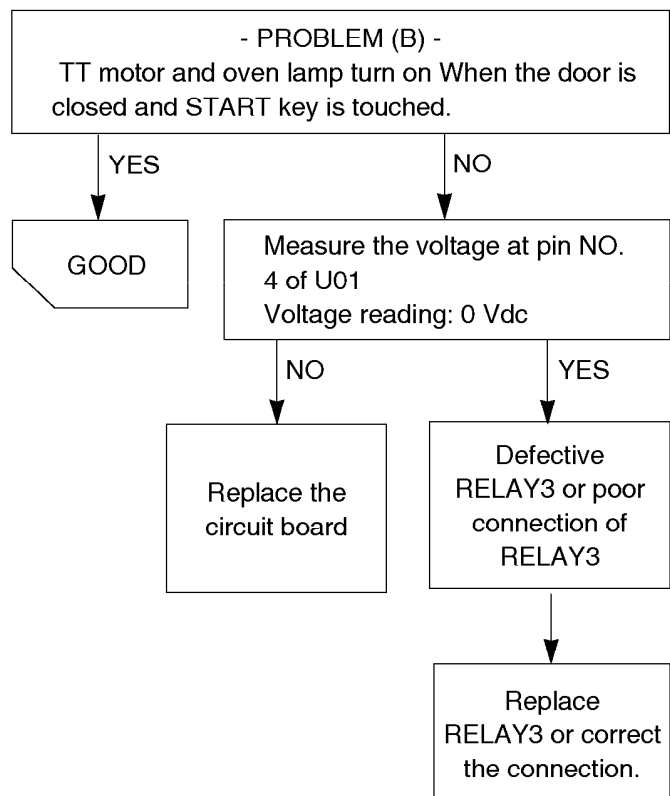 - PROBLEM (B) -
TT motor and oven lamp turn on When the door is
closed and START key is touched.
YES
NO
GOOD
Measure the voltage at pin NO.
4 of U01
Voltage reading: 0 Vdc
NO
YES
Replace the
circuit board
Defective
RELAY3 or poor
connection of
RELAY3
Replace
RELAY3 or correct
the connection.